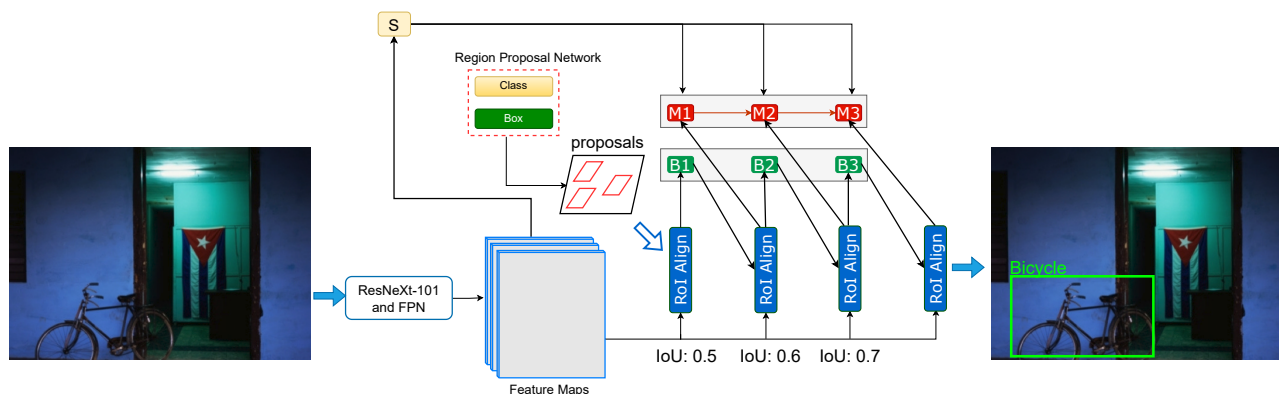 S
Region Proposal Network
Class
Box
proposals
M1 M2 M3
B1 B2 B3
RoI Align RoI Align RoI Align RoI Align
ResNeXt-101
and FPN
Feature Maps
IoU: 0.5 IoU: 0.6 IoU: 0.7
Bicycle